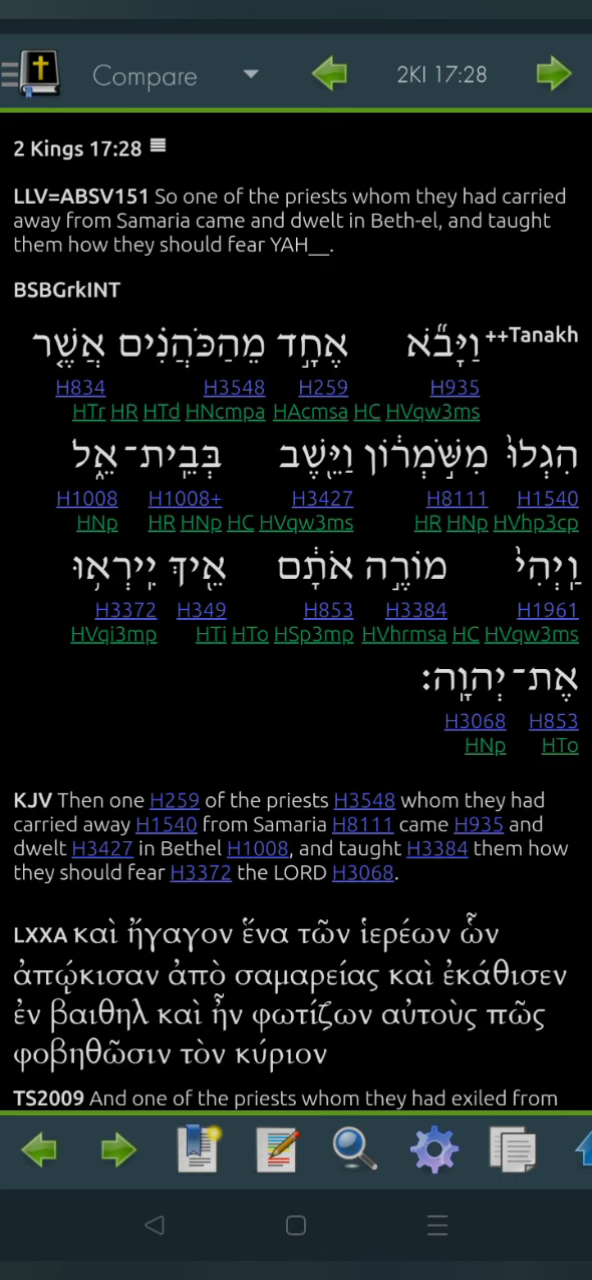 Compare
2KI 17:28
2 Kings 17:28
LLV=ABSV151 So one of the priests whom they had carried
away from Samaria came and dwelt in Beth-el, and taught
them how they should fear YAH__.
BSBGrkINT
++Tanakh וַיָּבֹ֞א אֶחָ֣ד מֵהַכֹּהֲנִ֗ים אֲשֶׁ֤ר
H834 H3548 H259 H935
HTr HR HTd HNcmpa HAcmsa HC HVqw3ms
הִגְלוּ֙ מִשֹּׁ֣מְר֔וֹן וַיֵּ֖שֶׁב בְּבֵֽית־אֵ֑ל
H1008 H1008+ H3427 H8111 H1540
HNp HR HNp HC HVqw3ms HR HNp HVhp3cp
וַֽיְהִי֙ מוֹרֶ֣ה אֹתָ֔ם אֵ֖יךְ יִֽירְא֥וּ
H3372 H349 H853 H3384 H1961
HVqi3mp HTi HTo HSp3mp HVhrmsa HC HVqw3ms
אֶת־יְהוָֽה׃
H3068 H853
HNp HTo
KJV Then one H259 of the priests H3548 whom they had
carried away H1540 from Samaria H8111 came H935 and
dwelt H3427 in Bethel H1008, and taught H3384 them how
they should fear H3372 the LORD H3068.
LXXA καὶ ἤγαγον ἕνα τῶν ἱερέων ὧν
ἀπῴκισαν ἀπὸ σαμαρείας καὶ ἐκάθισεν
ἐν βαιθηλ καὶ ἦν φωτίζων αὐτοὺς πῶς
φοβηθῶσιν τὸν κύριον
TS2009 And one of the priests whom they had exiled from